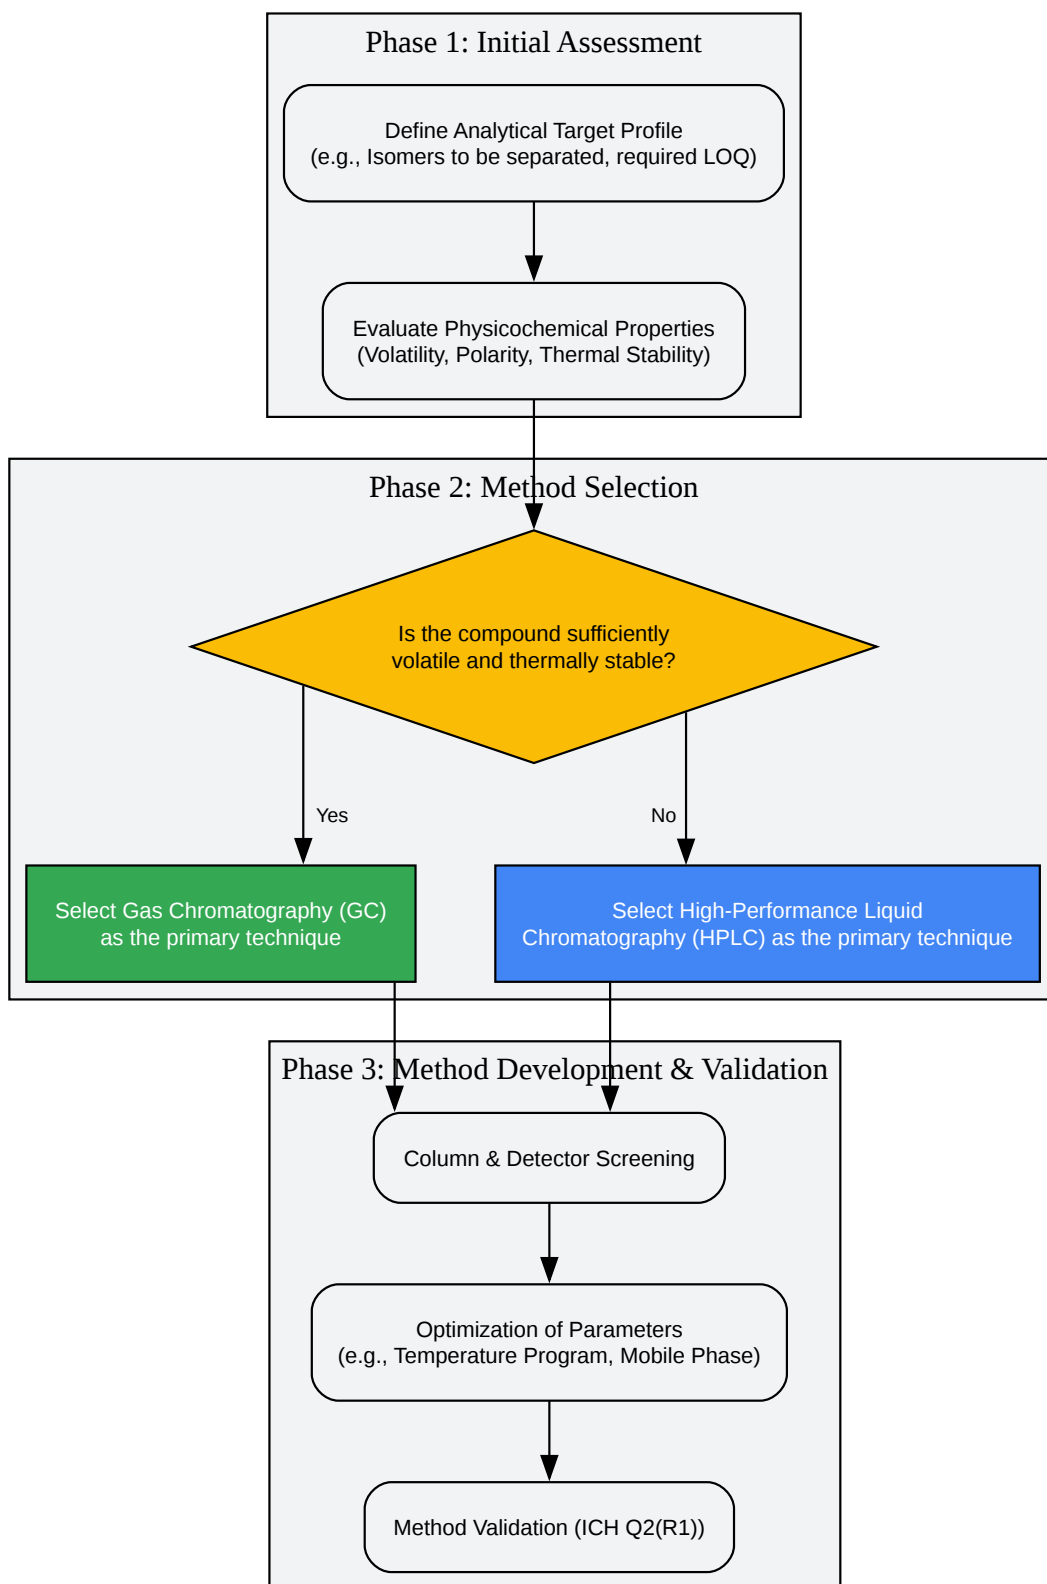 Phase 1: Initial Assessment
Define Analytical Target Profile
(e.g., Isomers to be separated, required LOQ)
Evaluate Physicochemical Properties
(Volatility, Polarity, Thermal Stability)
Phase 2: Method Selection
Is the compound sufficiently
volatile and thermally stable?
Yes
No
Select Gas Chromatography (GC)
as the primary technique
Select High-Performance Liquid
Chromatography (HPLC) as the primary technique
Phase 3: Method Development & Validation
Column & Detector Screening
Optimization of Parameters
(e.g., Temperature Program, Mobile Phase)
Method Validation (ICH Q2(R1))